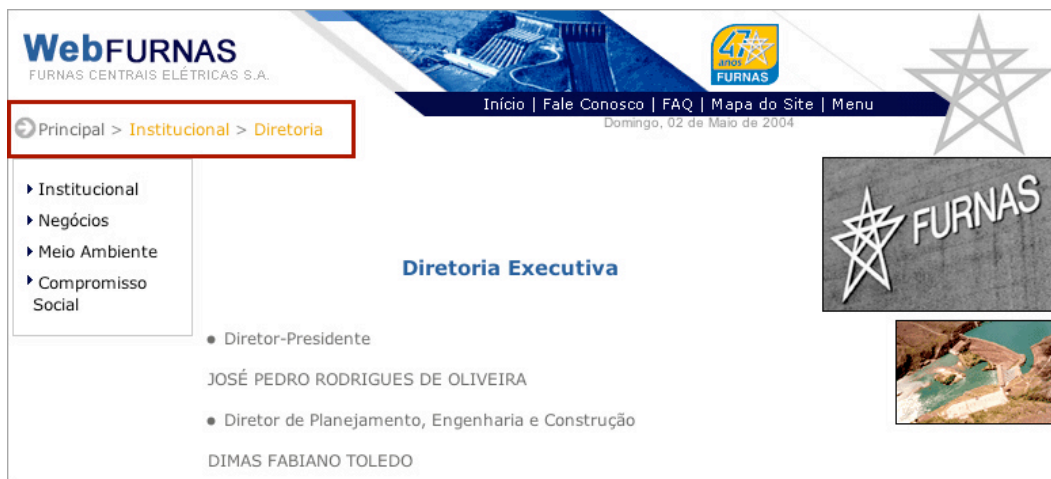 WebFURNAS
FURNAS CENTRAIS ELÉTRICAS S.A.
47
anos
FURNAS
Início | Fale Conosco | FAQ | Mapa do Site | Menu
Domingo, 02 de Maio de 2004
Principal > Institucional > Diretoria
Institucional
Negócios
Meio Ambiente
Compromisso
Social
FURNAS
Diretoria Executiva
Diretor-Presidente
JOSÉ PEDRO RODRIGUES DE OLIVEIRA
Diretor de Planejamento, Engenharia e Construção
DIMAS FABIANO TOLEDO